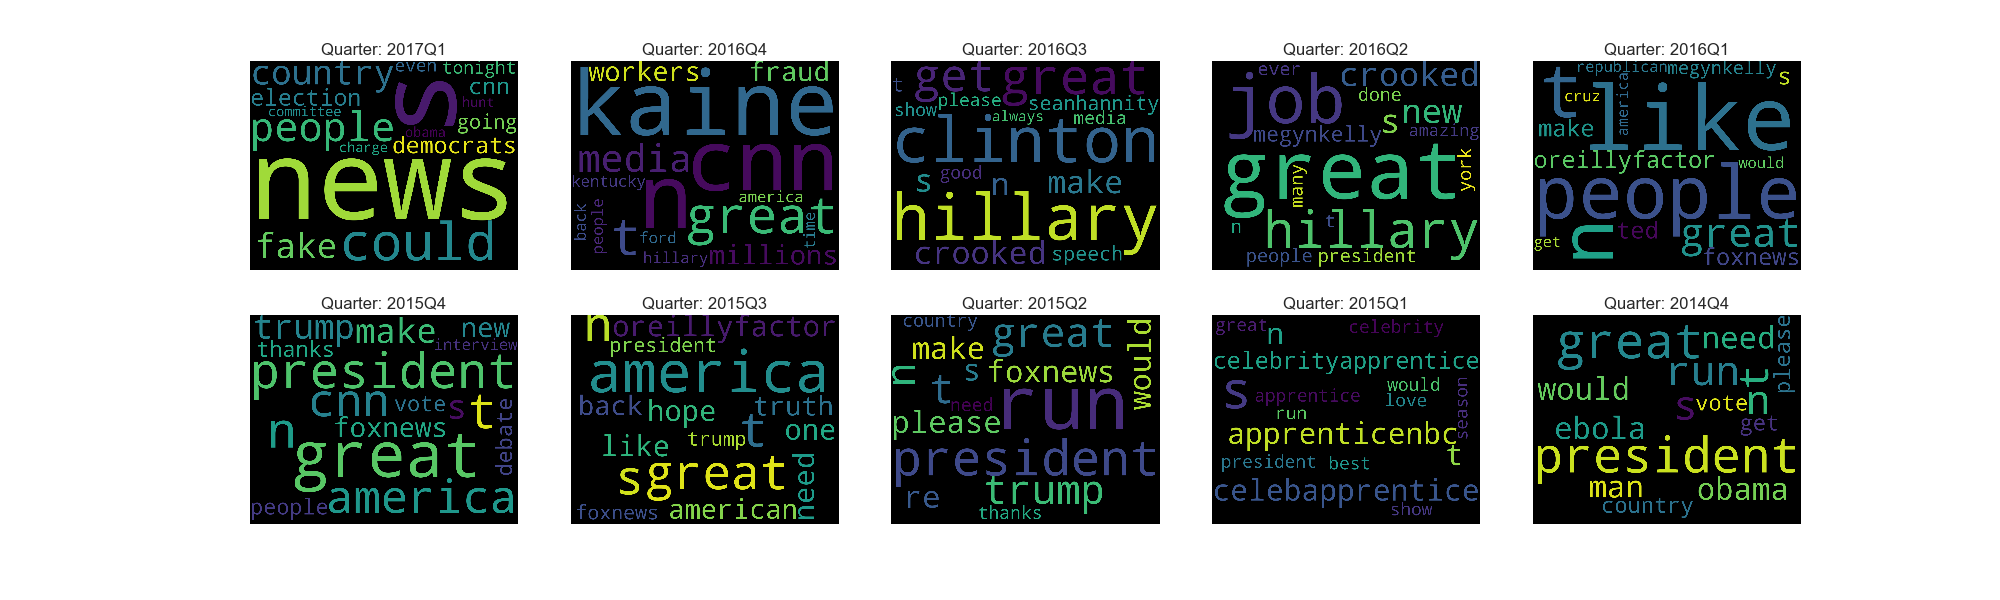 Quarter: 2017Q1
country even tonight
cnn
election s hunt
committee
people obama going
charge democrats
news
fake could
Quarter: 2016Q4
workers fraud
kaine
media cnn
kentucky n america
back people great time
t ford
hillary millions
Quarter: 2016Q3
t get great
show please seanhannity
always media
clinton
s good n make
hillary
crooked speech
Quarter: 2016Q2
ever crooked
job done new
megynkelly s amazing
great york
many
n t hillary
people president
Quarter: 2016Q1
republican megynkelly s
t cruz america like
make
oreillyfactor would
people
n ted great
get foxnews
Quarter: 2015Q4
trump make new
thanks interview
president
cnn vote s t
n foxnews debate
great
people america
Quarter: 2015Q3
n oreillyfactor
president
america
back hope truth
like trump t one
s great need
foxnews american
Quarter: 2015Q2
country great would
make
n t s foxnews
need run
please
president
re trump
thanks
Quarter: 2015Q1
great n celebrity
celebrityapprentice
s apprentice would
love season
run
apprenticenbc
president best t
celebapprentice
show
Quarter: 2014Q4
great need please
run t
would s vote n
ebola get
president
man obama
country